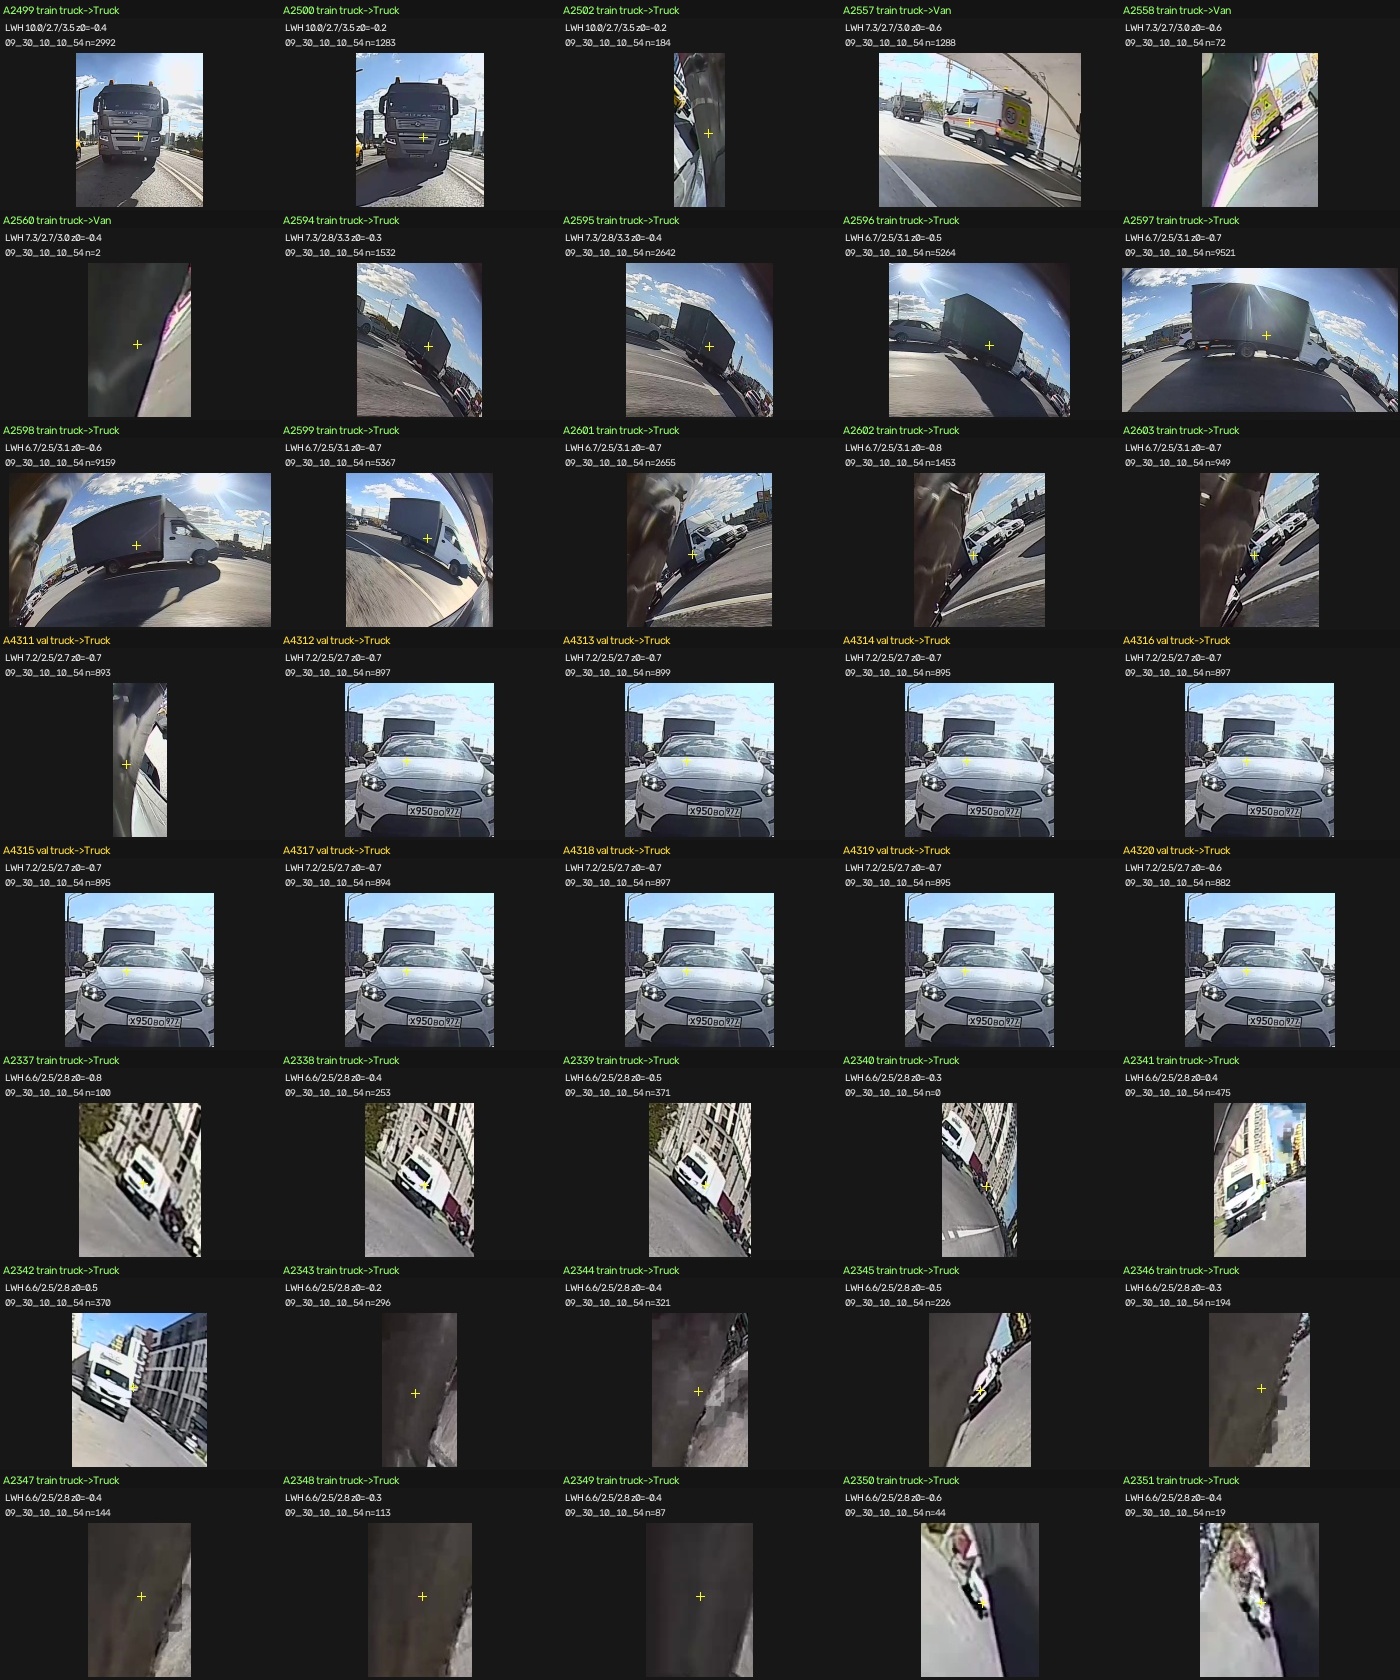 A2499 train truck->Truck
LWH 10.0/2.7/3.5 z0=-0.4
09_30_10_10_54 n=2992
A2500 train truck->Truck
LWH 10.0/2.7/3.5 z0=-0.2
09_30_10_10_54 n=1283
A2502 train truck->Truck
LWH 10.0/2.7/3.5 z0=-0.2
09_30_10_10_54 n=184
A2557 train truck->Van
LWH 7.3/2.7/3.0 z0=-0.6
09_30_10_10_54 n=1288
A2558 train truck->Van
LWH 7.3/2.7/3.0 z0=-0.6
09_30_10_10_54 n=72
A2560 train truck->Van
LWH 7.3/2.7/3.0 z0=-0.4
09_30_10_10_54 n=2
A2594 train truck->Truck
LWH 7.3/2.8/3.3 z0=-0.3
09_30_10_10_54 n=1532
A2595 train truck->Truck
LWH 7.3/2.8/3.3 z0=-0.4
09_30_10_10_54 n=2642
A2596 train truck->Truck
LWH 6.7/2.5/3.1 z0=-0.5
09_30_10_10_54 n=5264
A2597 train truck->Truck
LWH 6.7/2.5/3.1 z0=-0.7
09_30_10_10_54 n=9521
A2598 train truck->Truck
LWH 6.7/2.5/3.1 z0=-0.6
09_30_10_10_54 n=9159
A2599 train truck->Truck
LWH 6.7/2.5/3.1 z0=-0.7
09_30_10_10_54 n=5367
A2601 train truck->Truck
LWH 6.7/2.5/3.1 z0=-0.7
09_30_10_10_54 n=2655
A2602 train truck->Truck
LWH 6.7/2.5/3.1 z0=-0.8
09_30_10_10_54 n=1453
A2603 train truck->Truck
LWH 6.7/2.5/3.1 z0=-0.7
09_30_10_10_54 n=949
A4311 val truck->Truck
LWH 7.2/2.5/2.7 z0=-0.7
09_30_10_10_54 n=893
A4312 val truck->Truck
LWH 7.2/2.5/2.7 z0=-0.7
09_30_10_10_54 n=897
Х950ВО977
A4313 val truck->Truck
LWH 7.2/2.5/2.7 z0=-0.7
09_30_10_10_54 n=899
Х950ВО977
A4314 val truck->Truck
LWH 7.2/2.5/2.7 z0=-0.7
09_30_10_10_54 n=895
Х950ВО977
A4316 val truck->Truck
LWH 7.2/2.5/2.7 z0=-0.7
09_30_10_10_54 n=897
Х950ВО977
A4315 val truck->Truck
LWH 7.2/2.5/2.7 z0=-0.7
09_30_10_10_54 n=895
Х950ВО977
A4317 val truck->Truck
LWH 7.2/2.5/2.7 z0=-0.7
09_30_10_10_54 n=894
Х950ВО977
A4318 val truck->Truck
LWH 7.2/2.5/2.7 z0=-0.7
09_30_10_10_54 n=897
Х950ВО977
A4319 val truck->Truck
LWH 7.2/2.5/2.7 z0=-0.7
09_30_10_10_54 n=895
Х950ВО977
A4320 val truck->Truck
LWH 7.2/2.5/2.7 z0=-0.6
09_30_10_10_54 n=882
Х950ВО977
A2337 train truck->Truck
LWH 6.6/2.5/2.8 z0=-0.8
09_30_10_10_54 n=100
A2338 train truck->Truck
LWH 6.6/2.5/2.8 z0=-0.4
09_30_10_10_54 n=253
A2339 train truck->Truck
LWH 6.6/2.5/2.8 z0=-0.5
09_30_10_10_54 n=371
A2340 train truck->Truck
LWH 6.6/2.5/2.8 z0=-0.3
09_30_10_10_54 n=0
A2341 train truck->Truck
LWH 6.6/2.5/2.8 z0=0.4
09_30_10_10_54 n=475
A2342 train truck->Truck
LWH 6.6/2.5/2.8 z0=0.5
09_30_10_10_54 n=370
A2343 train truck->Truck
LWH 6.6/2.5/2.8 z0=-0.2
09_30_10_10_54 n=296
A2344 train truck->Truck
LWH 6.6/2.5/2.8 z0=-0.4
09_30_10_10_54 n=321
A2345 train truck->Truck
LWH 6.6/2.5/2.8 z0=-0.5
09_30_10_10_54 n=226
A2346 train truck->Truck
LWH 6.6/2.5/2.8 z0=-0.3
09_30_10_10_54 n=194
A2347 train truck->Truck
LWH 6.6/2.5/2.8 z0=-0.4
09_30_10_10_54 n=144
A2348 train truck->Truck
LWH 6.6/2.5/2.8 z0=-0.3
09_30_10_10_54 n=113
A2349 train truck->Truck
LWH 6.6/2.5/2.8 z0=-0.4
09_30_10_10_54 n=87
A2350 train truck->Truck
LWH 6.6/2.5/2.8 z0=-0.6
09_30_10_10_54 n=44
A2351 train truck->Truck
LWH 6.6/2.5/2.8 z0=-0.4
09_30_10_10_54 n=19